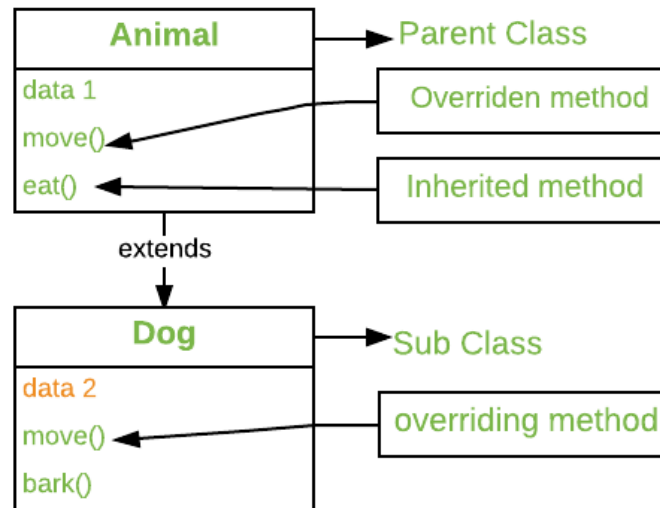 Animal
Parent Class
data 1
Overriden method
move()
eat()
Inherited method
extends
Dog
Sub Class
data 2
move()
overriding method
bark()